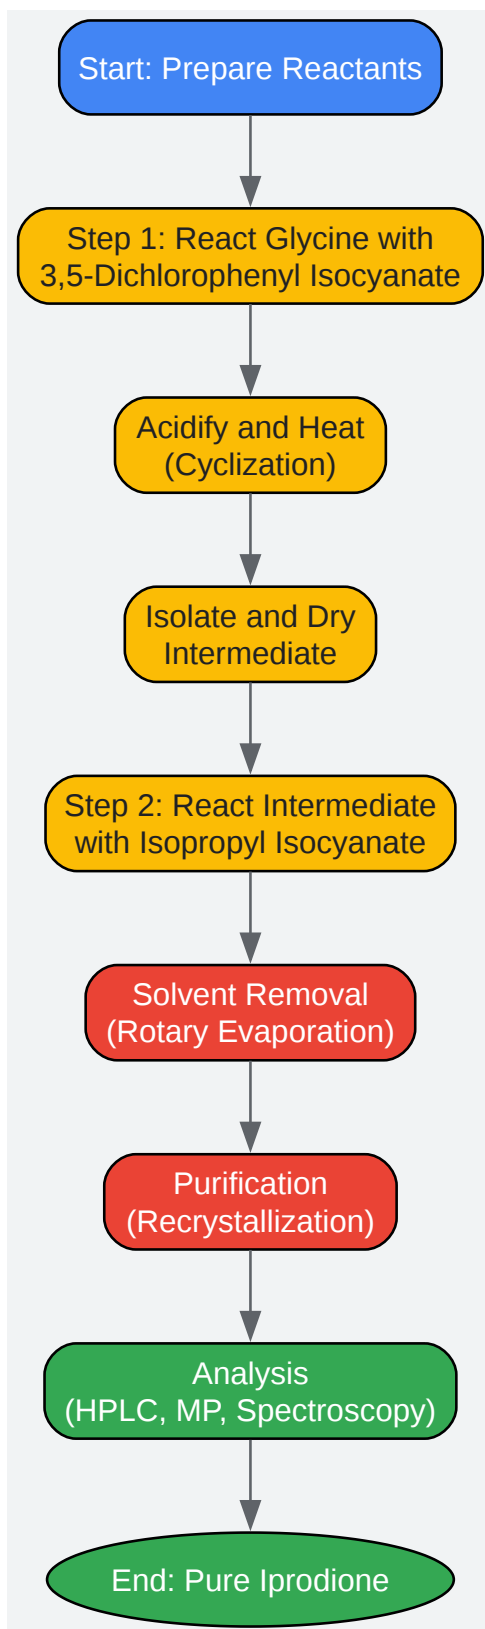 Start: Prepare Reactants
Step 1: React Glycine with
3,5-Dichlorophenyl Isocyanate
Acidify and Heat
(Cyclization)
Isolate and Dry
Intermediate
Step 2: React Intermediate
with Isopropyl Isocyanate
Solvent Removal
(Rotary Evaporation)
Purification
(Recrystallization)
Analysis
(HPLC, MP, Spectroscopy)
End: Pure Iprodione